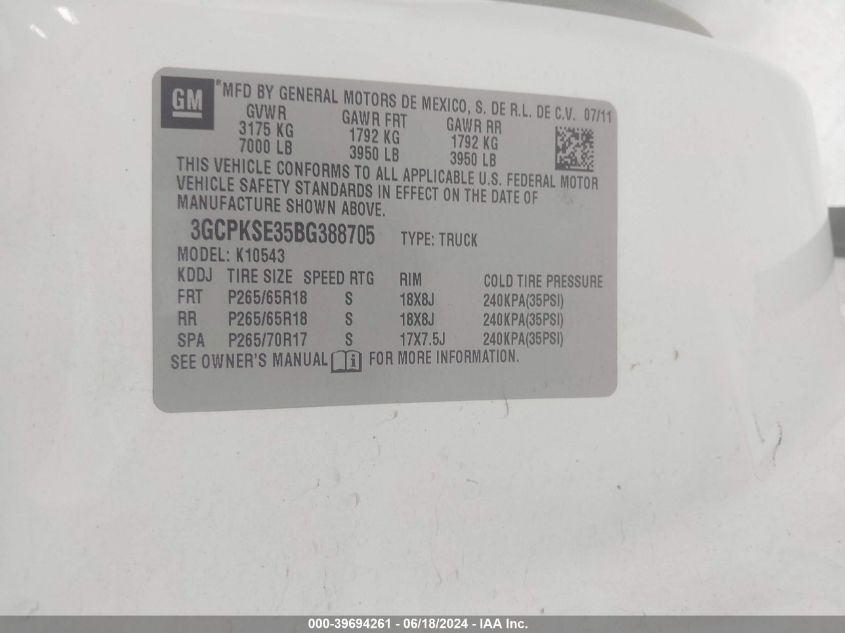 GM
*MFD BY GENERAL MOTORS DE MEXICO, S. DE R.L. DE C.V. 07/11
GVWR GAWR FRT GAWR RR
3175 KG 1792 KG 1792 KG
7000 LB 3950 LB 3950 LB
THIS VEHICLE CONFORMS TO ALL APPLICABLE U.S. FEDERAL MOTOR
VEHICLE SAFETY STANDARDS IN EFFECT ON THE DATE OF
MANUFACTURE SHOWN ABOVE.
3GCPKSE35BG388705 TYPE: TRUCK
MODEL: K10543
KDDJ TIRE SIZE SPEED RTG RIM COLD TIRE PRESSURE
FRT P265/65R18 S 18X8J 240KPA(35PSI)
RR P265/65R18 S 18X8J 240KPA(35PSI)
SPA P265/70R17 S 17X7.5J 240KPA(35PSI)
SEE OWNER'S MANUAL i FOR MORE INFORMATION.
000-39694261 - 06/18/2024 - IAA Inc.